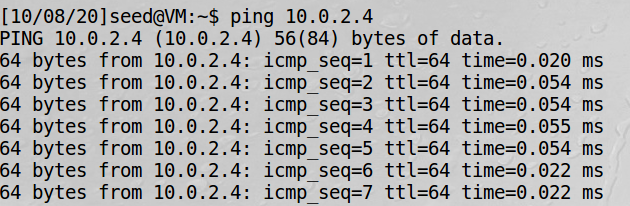 [10/08/20]seed@VM:~$ ping 10.0.2.4
PING 10.0.2.4 (10.0.2.4) 56(84) bytes of data.
64 bytes from 10.0.2.4: icmp_seq=1 ttl=64 time=0.020 ms
64 bytes from 10.0.2.4: icmp_seq=2 ttl=64 time=0.054 ms
64 bytes from 10.0.2.4: icmp_seq=3 ttl=64 time=0.054 ms
64 bytes from 10.0.2.4: icmp_seq=4 ttl=64 time=0.055 ms
64 bytes from 10.0.2.4: icmp_seq=5 ttl=64 time=0.054 ms
64 bytes from 10.0.2.4: icmp_seq=6 ttl=64 time=0.022 ms
64 bytes from 10.0.2.4: icmp_seq=7 ttl=64 time=0.022 ms